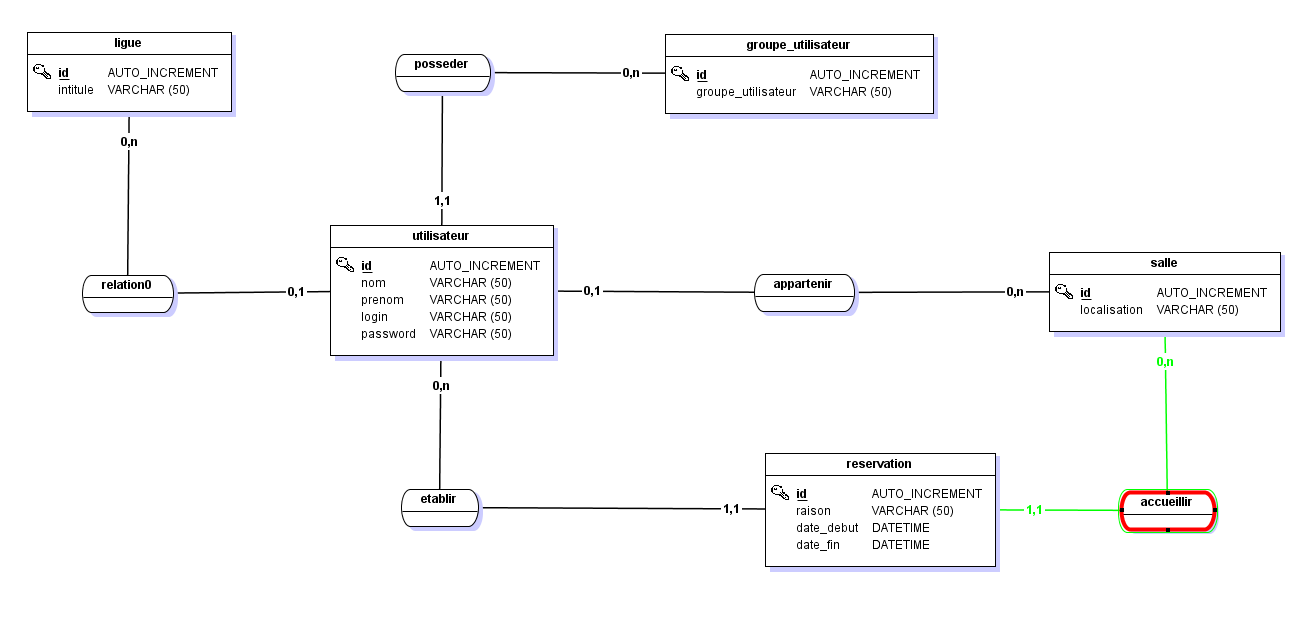 ligue
id AUTO_INCREMENT
intitule VARCHAR (50)
0,n
relation0
0,1
posseder
0,n
1,1
groupe_utilisateur
id AUTO_INCREMENT
groupe_utilisateur VARCHAR (50)
utilisateur
id AUTO_INCREMENT
nom VARCHAR (50)
prenom VARCHAR (50)
login VARCHAR (50)
password VARCHAR (50)
0,1
appartenir
0,n
salle
id AUTO_INCREMENT
localisation VARCHAR (50)
0,n
0,n
etablir
1,1
reservation
id AUTO_INCREMENT
raison VARCHAR (50)
date_debut DATETIME
date_fin DATETIME
1,1
accueillir